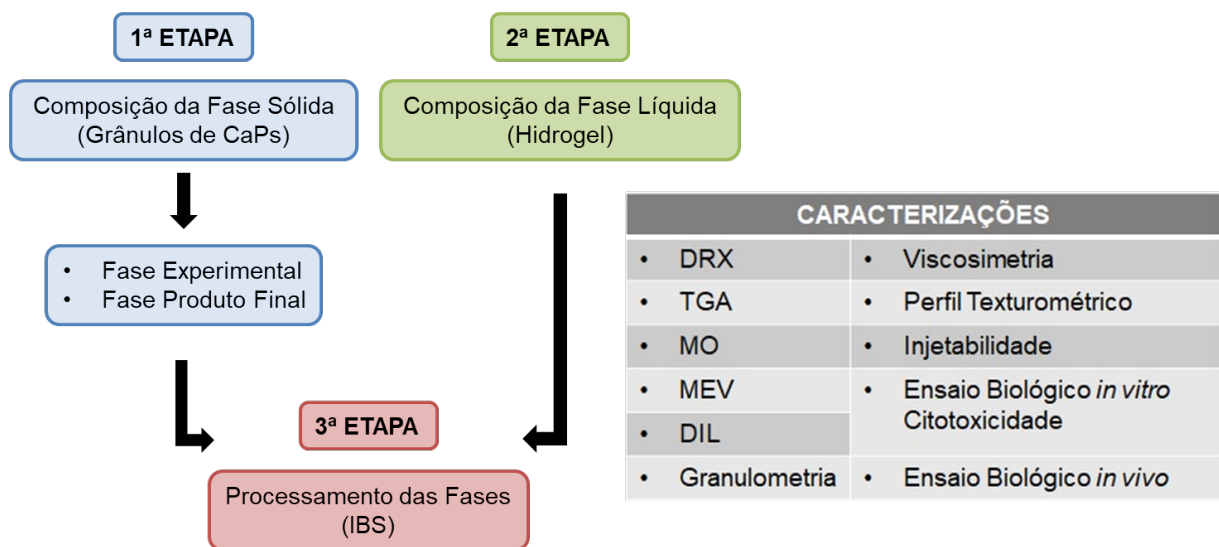 1ª ETAPA
Composição da Fase Sólida
(Grânulos de CaPs)
• Fase Experimental
• Fase Produto Final
2ª ETAPA
Composição da Fase Líquida
(Hidrogel)
3ª ETAPA
Processamento das Fases
(IBS)
CARACTERIZAÇÕES
• DRX
• Viscosimetria
• TGA
• Perfil Texturométrico
• MO
• Injetabilidade
• MEV
• Ensaio Biológico in vitro
Citotoxicidade
• DIL
• Granulometria
• Ensaio Biológico in vivo